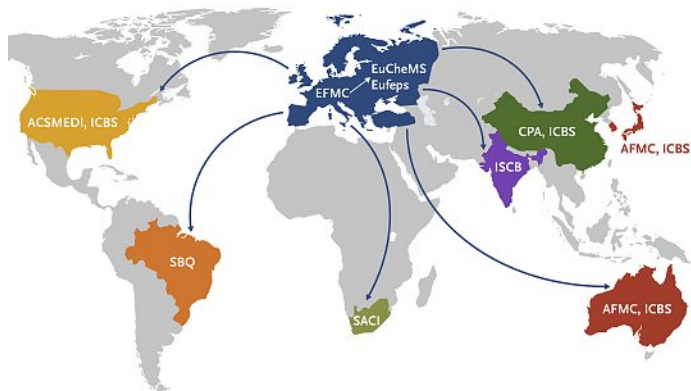 EuCheMS
EFMC
Eufeps
ACSMEDI, ICBS
CPA, ICBS
AFMC, ICBS
ISCB
SBQ
SACI
AFMC, ICBS